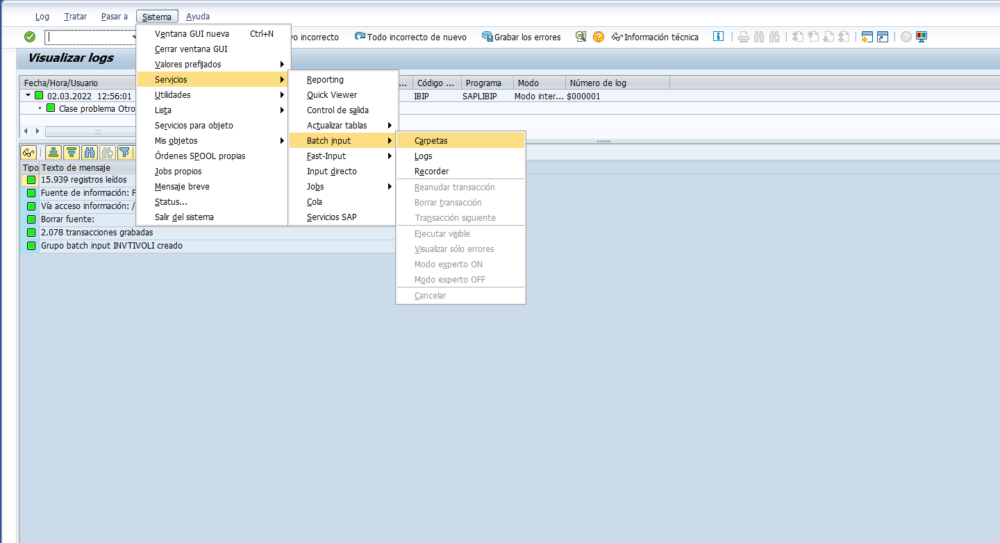 Log Tratar Pasar a Sistema Ayuda
Ventana GUI nueva Ctrl+N
Cerrar ventana GUI
Valores prefijados
Servicios
Utilidades
Lista
Servicios para objeto
Mis objetos
Órdenes SPOOL propias
Jobs propios
Mensaje breve
Status...
Salir del sistema
Reporting
Quick Viewer
Control de salida
Actualizar tablas
Batch input
Fast-Input
Input directo
Jobs
Cola
Servicios SAP
Carpetas
Logs
Recorder
Reanudar transacción
Borrar transacción
Transacción siguiente
Ejecutar visible
Visualizar sólo errores
Modo experto ON
Modo experto OFF
Cancelar
vo incorrecto Todo incorrecto de nuevo Grabar los errores Información técnica
Visualizar logs
Fecha/Hora/Usuario ... Código ... Programa Modo Número de log
02.03.2022 12:56:01 IBIP SAPLIBIP Modo inter... $000001
Clase problema Otro
Tipo Texto de mensaje
15.939 registros leídos
Fuente de información: F
Vía acceso información: /
Borrar fuente:
2.078 transacciones grabadas
Grupo batch input INVTIVOLI creado